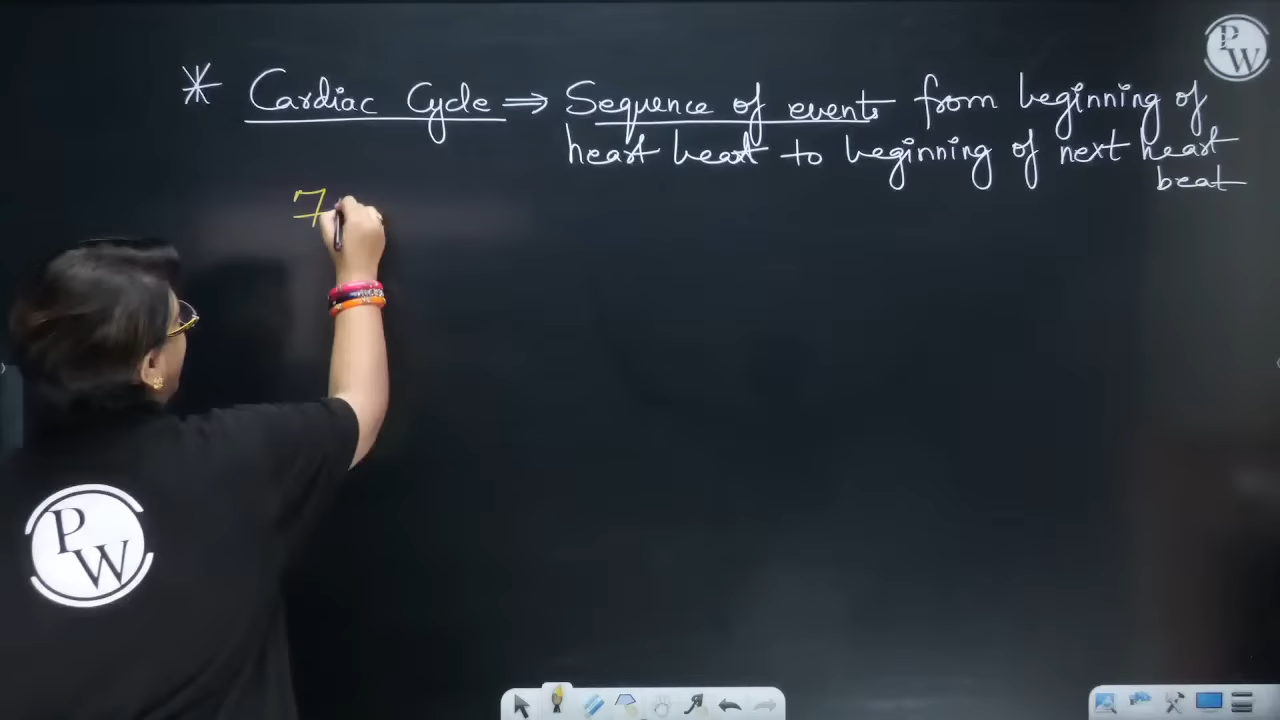 * Cardiac Cycle ⇒ Sequence of events from beginning of
heart beat to beginning of next heart
beat
7
PW
PW